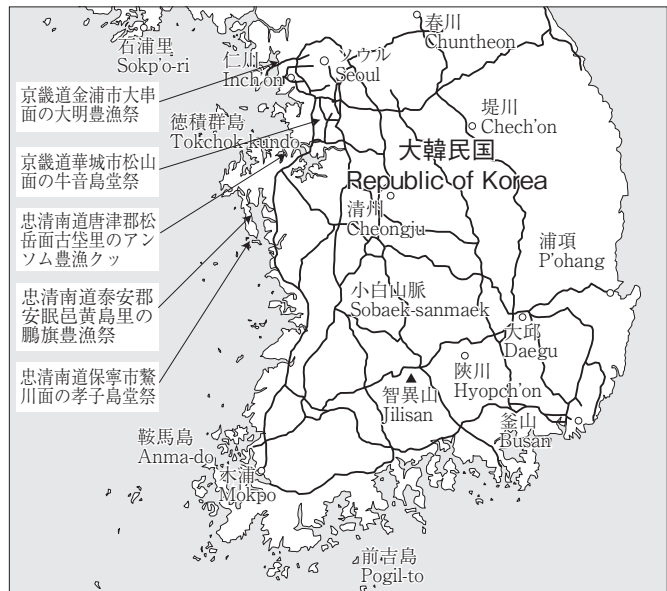 春川
Chuntheon
石浦里
Sokp'o-ri
仁川
Inch'on
ソウル
Seoul
京畿道金浦市大串
面の大明豊漁祭
徳積群島
Tokchok-kundo
堤川
Chech'on
京畿道華城市松山
面の牛音島堂祭
大韓民国
Republic of Korea
清州
Cheongju
忠清南道唐津郡松
岳面古垈里のアン
ソム豊漁クッ
浦項
P'ohang
忠清南道泰安郡
安眠邑黄島里の
鵬旗豊漁祭
小白山脈
Sobaek-sanmaek
大邱
Daegu
忠清南道保寧市鰲
川面の孝子島堂祭
陜川
Hyopch'on
智異山
Jilisan
鞍馬島
Anma-do
釜山
Busan
木浦
Mokpo
前吉島
Pogil-to